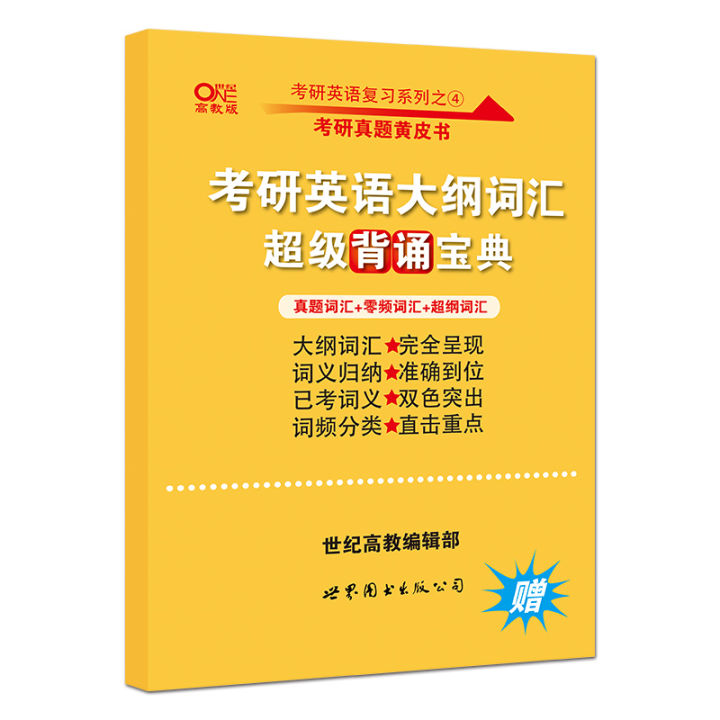 世纪
ONE
高教版
考研英语复习系列之④
考研真题黄皮书
考研英语大纲词汇
超级背诵宝典
真题词汇+零频词汇+超纲词汇
大纲词汇★完全呈现
词义归纳★准确到位
已考词义★双色突出
词频分类★直击重点
世纪高教编辑部
世界图书出版公司
赠